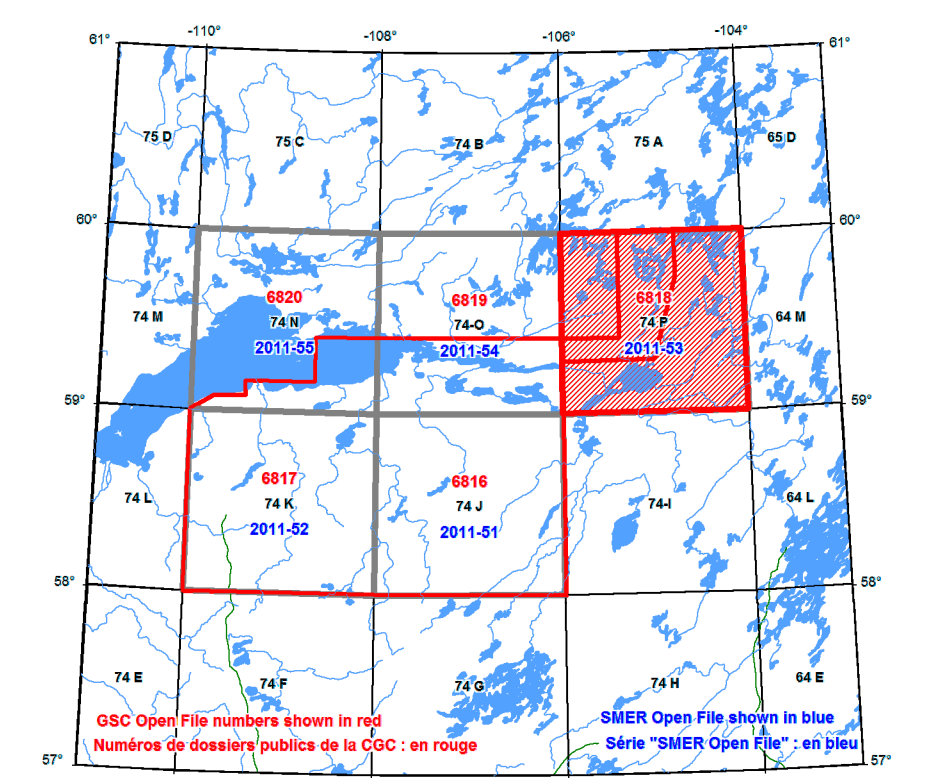 -110°
-108°
-106°
-104°
61°
61°
75 D
75 C
74 B
75 A
65 D
60°
60°
6820
6819
6818
74 M
74 N
74-O
74 P
64 M
2011-55
2011-54
2011-53
59°
59°
6817
6816
74 L
74 K
74 J
74-I
64 L
2011-52
2011-51
58°
58°
74 E
74 F
74 G
74 H
64 E
GSC Open File numbers shown in red
Numéros de dossiers publics de la CGC : en rouge
SMER Open File shown in blue
Série "SMER Open File" : en bleu
57°
57°